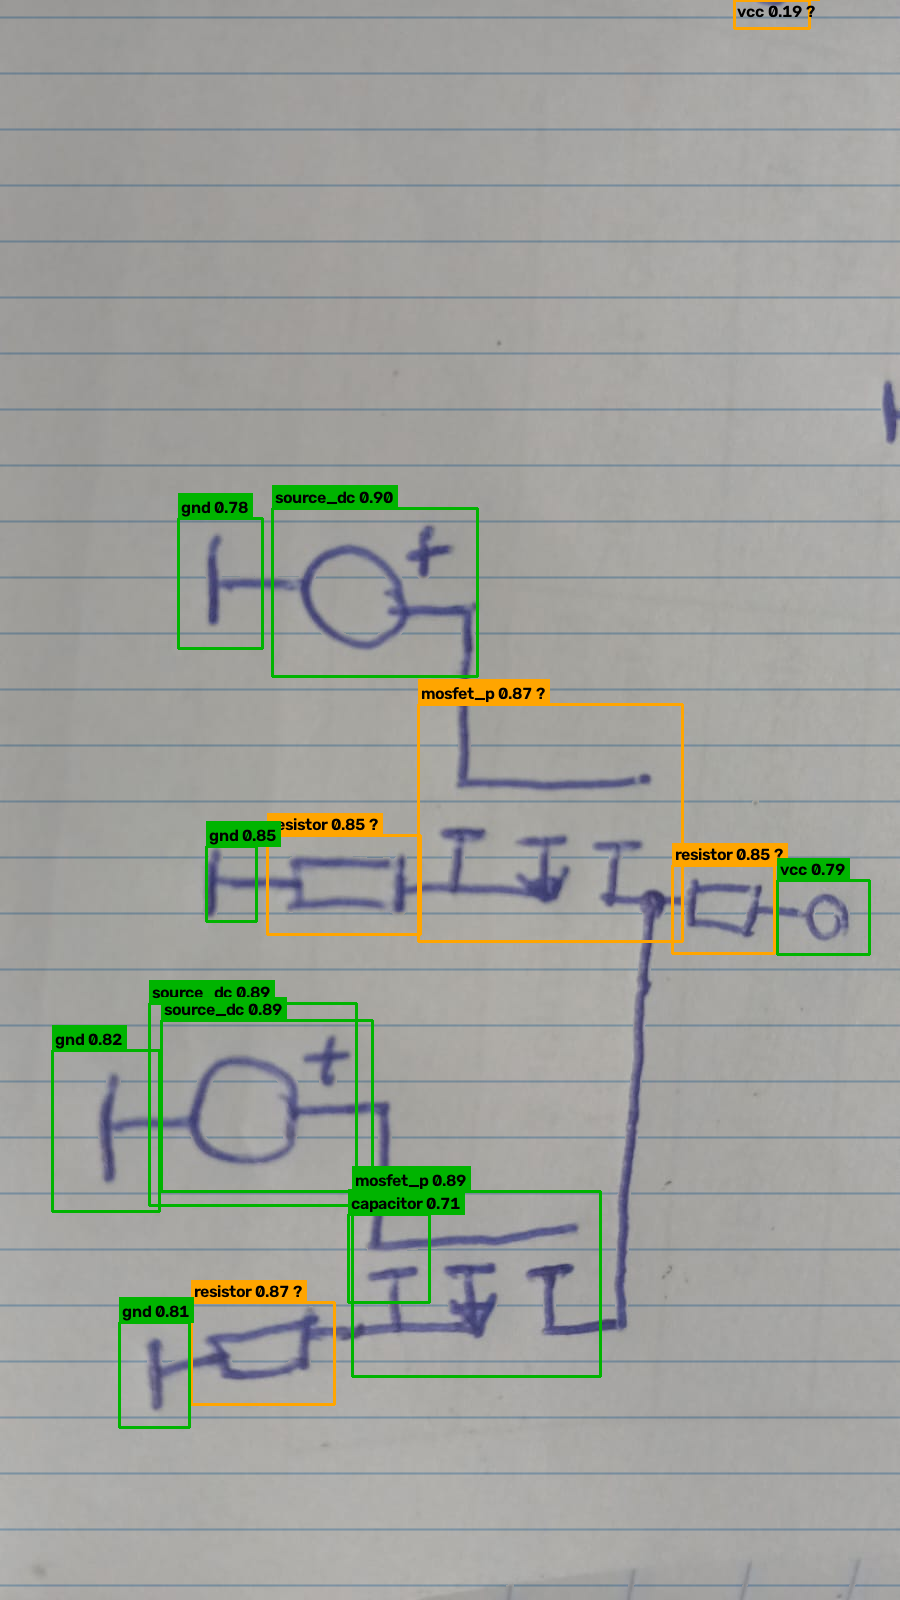 vcc 0.19 ?
source_dc 0.90
gnd 0.78
+
mosfet_p 0.87 ?
esistor 0.85 ?
gnd 0.85
resistor 0.85 ?
vcc 0.79
source_dc 0.89
source_dc 0.89
gnd 0.82
+
mosfet_p 0.89
capacitor 0.71
resistor 0.87 ?
gnd 0.81